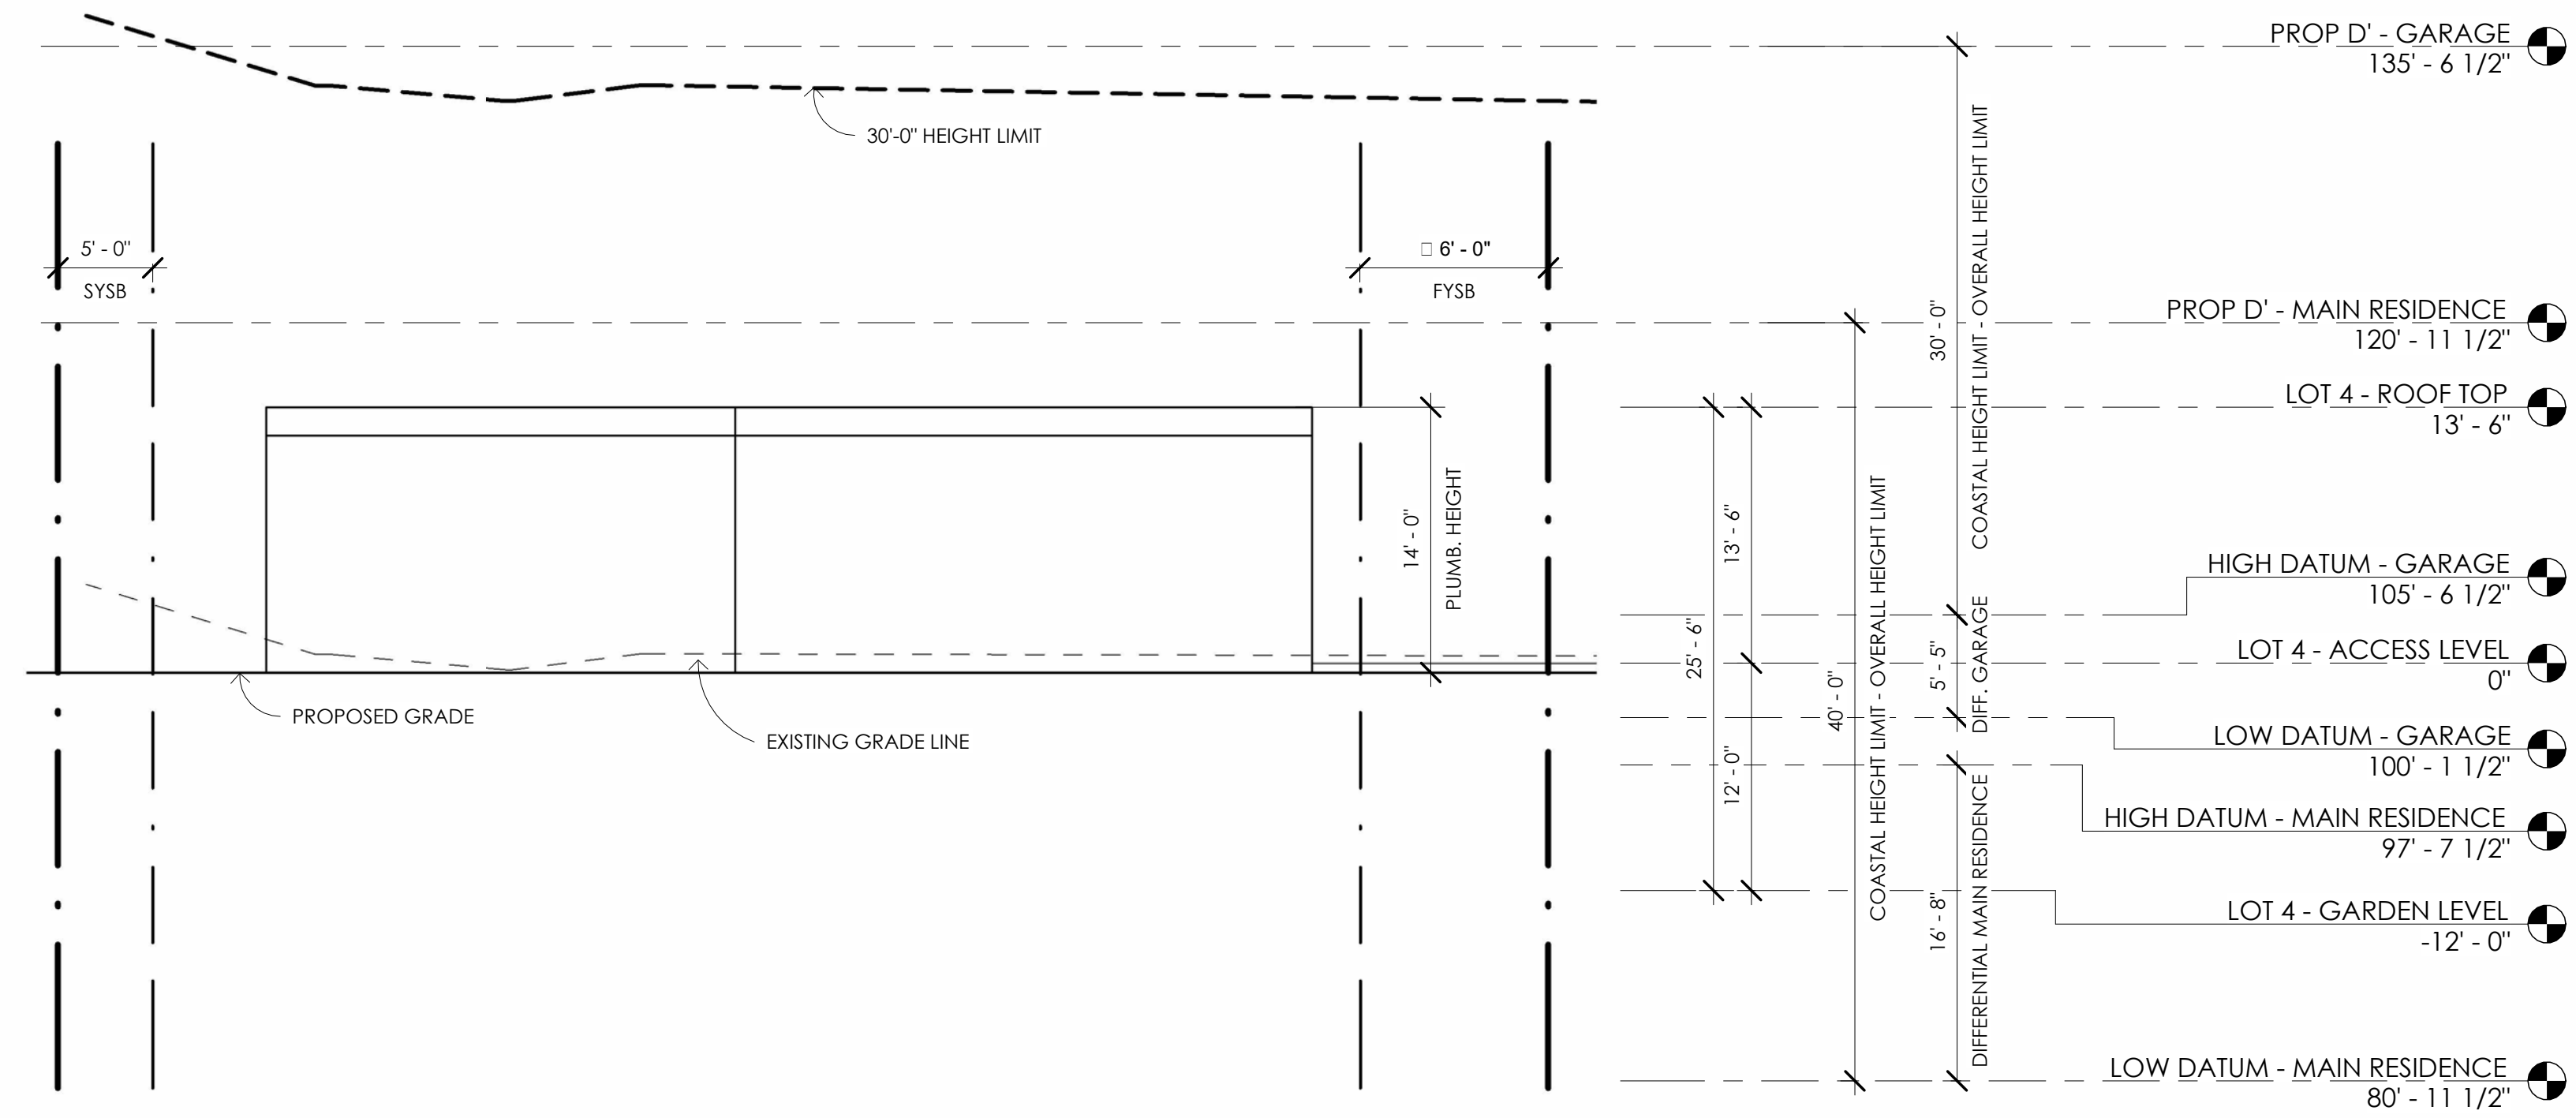 PROP D' - GARAGE
135' - 6 1/2"
30'-0" HEIGHT LIMIT
5' - 0"
SYSB
□ 6' - 0"
FYSB
PROP D' - MAIN RESIDENCE
120' - 11 1/2"
LOT 4 - ROOF TOP
13' - 6"
14' - 0"
PLUMB. HEIGHT
25' - 6"
13' - 6"
12' - 0"
40' - 0"
COASTAL HEIGHT LIMIT - OVERALL HEIGHT LIMIT
30' - 0"
COASTAL HEIGHT LIMIT - OVERALL HEIGHT LIMIT
5' - 5"
DIFF. GARAGE
16' - 8"
DIFFERENTIAL MAIN RESIDENCE
HIGH DATUM - GARAGE
105' - 6 1/2"
LOT 4 - ACCESS LEVEL
0"
PROPOSED GRADE
EXISTING GRADE LINE
LOW DATUM - GARAGE
100' - 1 1/2"
HIGH DATUM - MAIN RESIDENCE
97' - 7 1/2"
LOT 4 - GARDEN LEVEL
-12' - 0"
LOW DATUM - MAIN RESIDENCE
80' - 11 1/2"